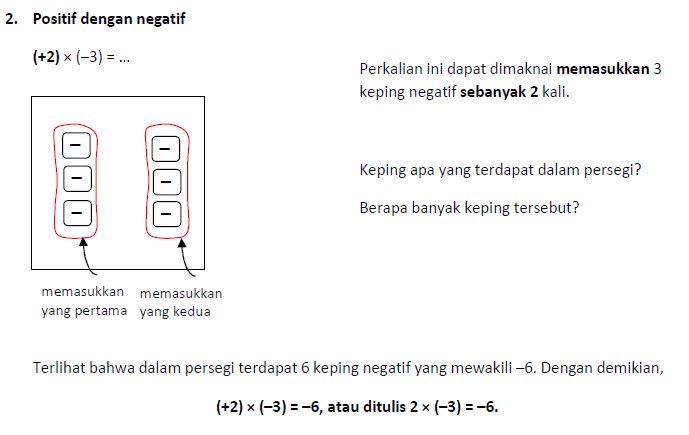 2. Positif dengan negatif
(+2) × (–3) = ...
Perkalian ini dapat dimaknai memasukkan 3
keping negatif sebanyak 2 kali.
– –
– –
– –
Keping apa yang terdapat dalam persegi?
Berapa banyak keping tersebut?
memasukkan memasukkan
yang pertama yang kedua
Terlihat bahwa dalam persegi terdapat 6 keping negatif yang mewakili –6. Dengan demikian,
(+2) × (–3) = –6, atau ditulis 2 × (–3) = –6.